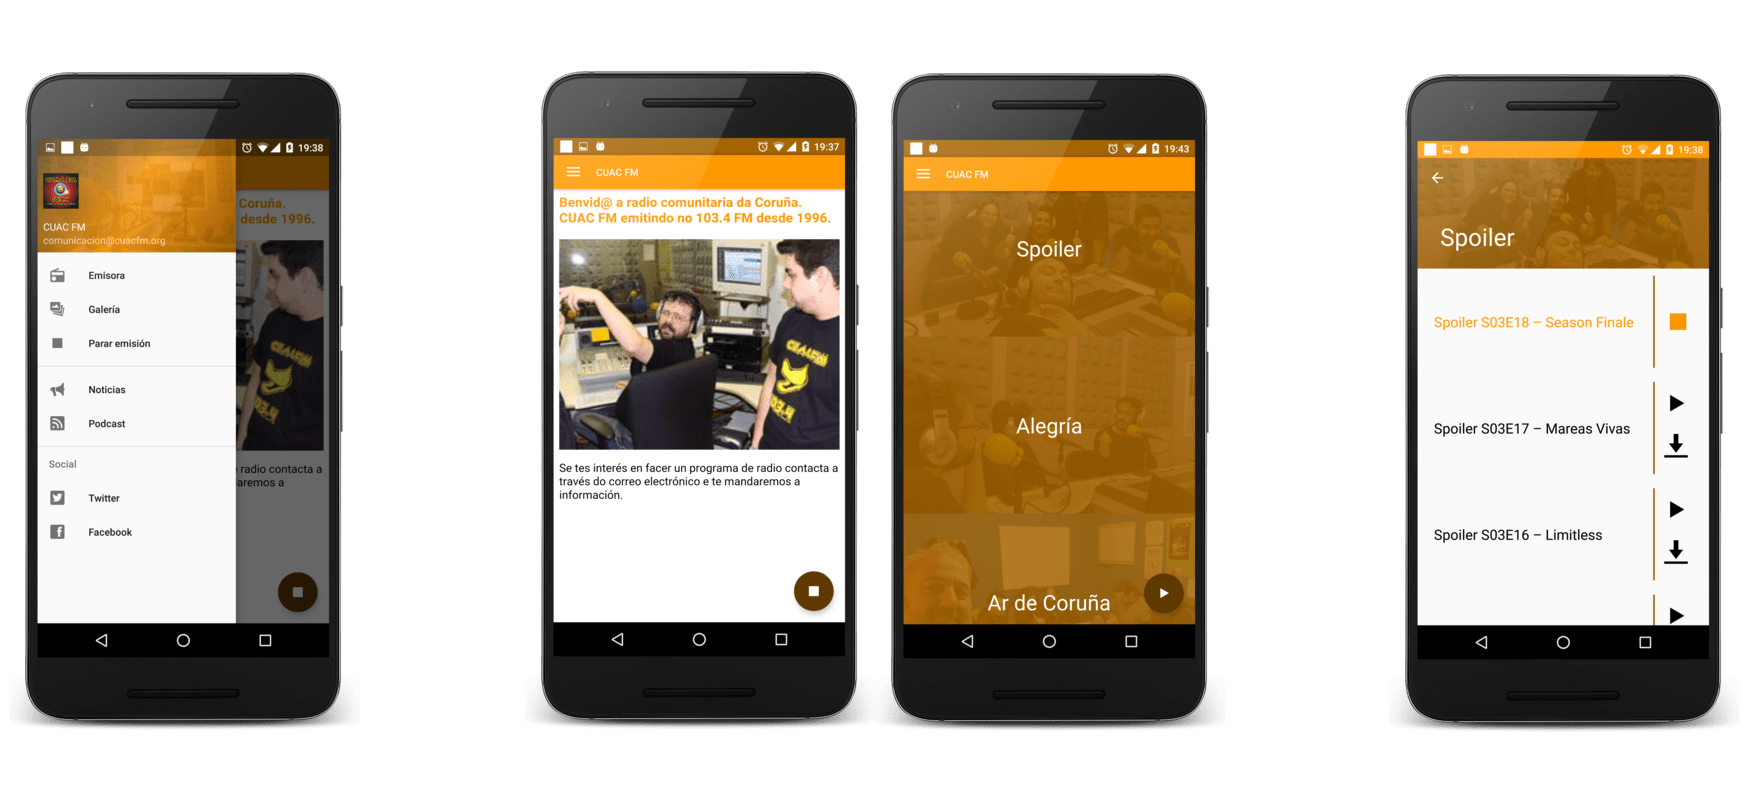 19:38
CUAC FM
comunicacion@cuacfm.org
Emisora
Galería
Parar emisión
Noticias
Podcast
Social
Twitter
Facebook
Coruña.
desde 1996.
radio contacta a
aremos a
19:37
CUAC FM
Benvid@ a radio comunitaria da Coruña.
CUAC FM emitindo no 103.4 FM desde 1996.
CUACFM
103.4
Se tes interés en facer un programa de radio contacta a
través do correo electrónico e te mandaremos a
información.
19:43
CUAC FM
Spoiler
Alegría
Ar de Coruña
19:38
Spoiler
Spoiler S03E18 – Season Finale
Spoiler S03E17 – Mareas Vivas
Spoiler S03E16 – Limitless